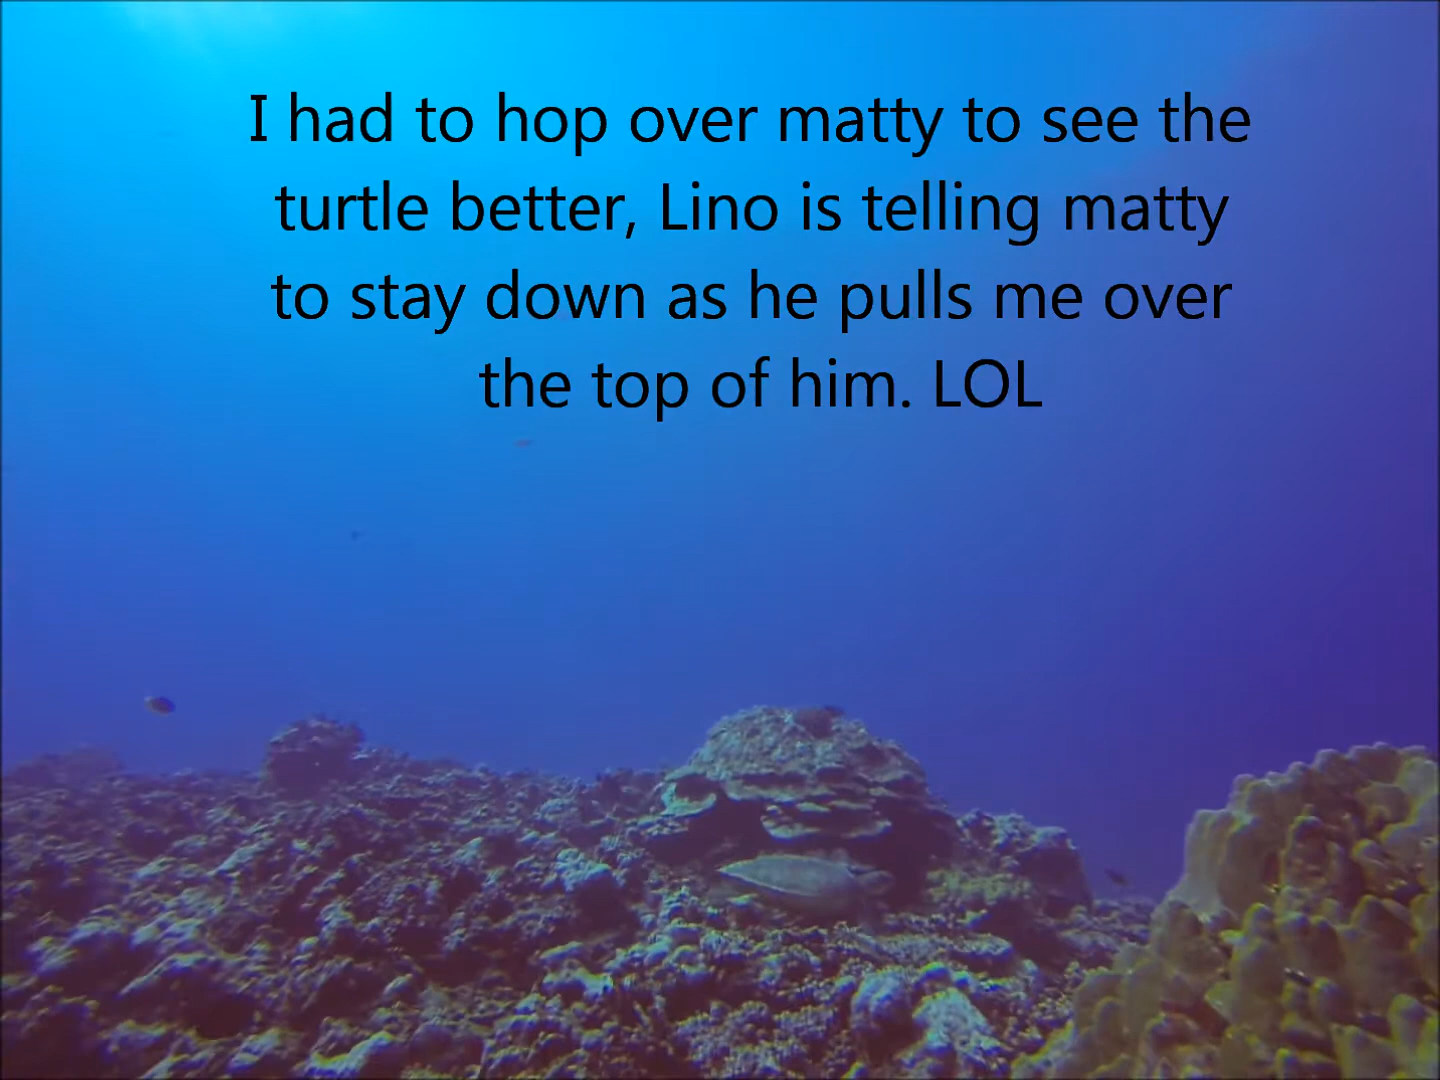 I had to hop over matty to see the
turtle better, Lino is telling matty
to stay down as he pulls me over
the top of him. LOL